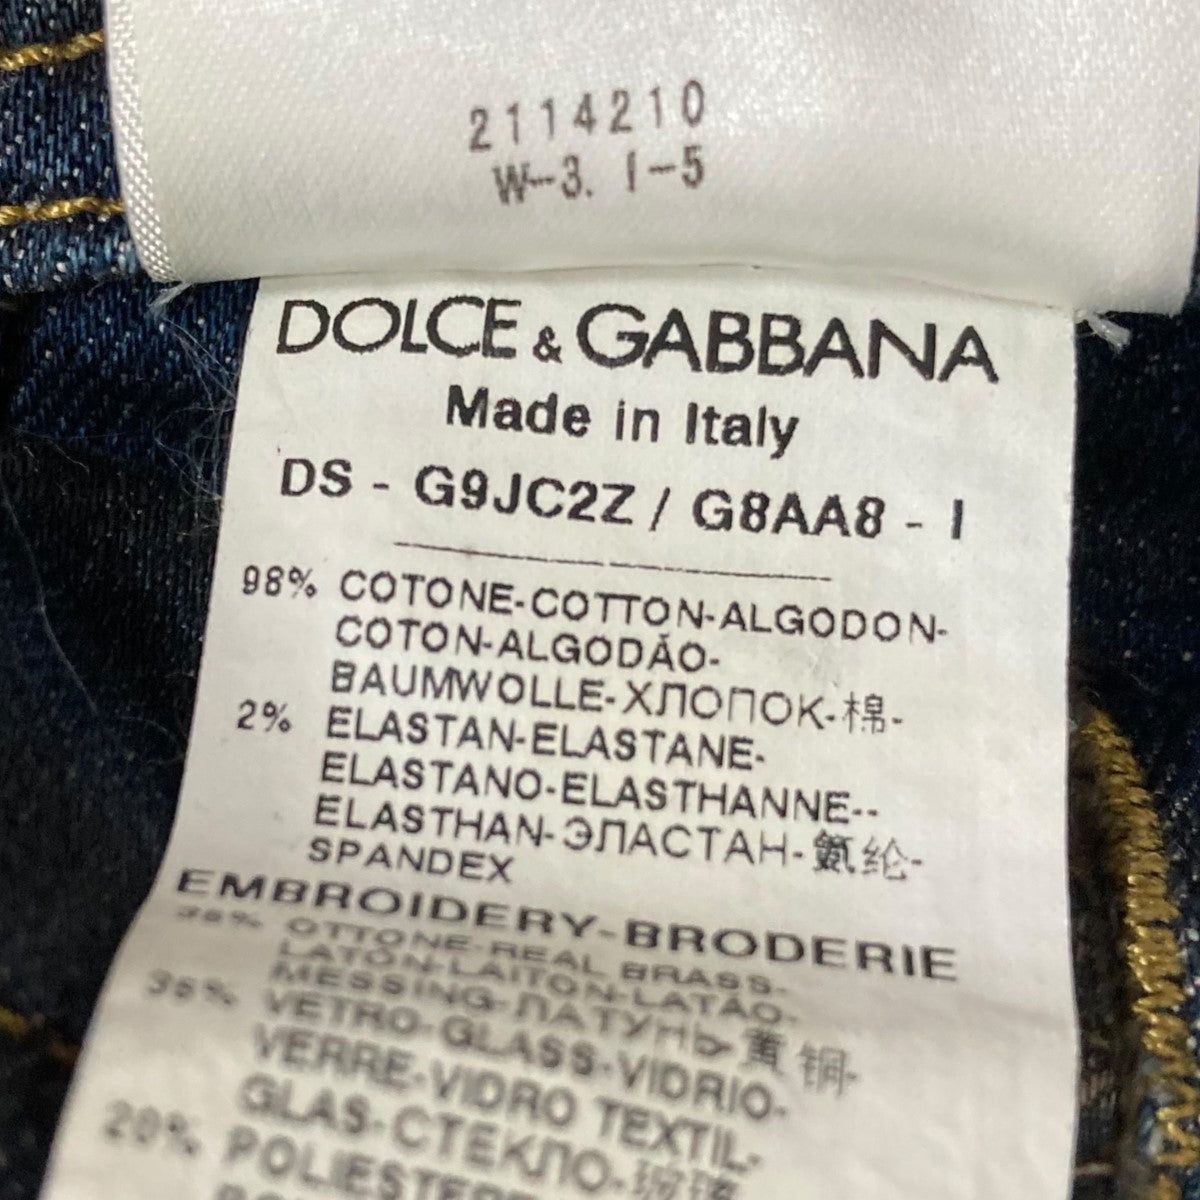 2114210
W-3. I-5
DOLCE & GABBANA
Made in Italy
DS - G9JC2Z / G8AA8 - I
98% COTONE-COTTON-ALGODON-
COTON-ALGODÃO-
BAUMWOLLE-ХЛОПОК-棉-
2% ELASTAN-ELASTANE-
ELASTANO-ELASTHANNE--
ELASTHAN-ЭЛАСТАН-氨纶-
SPANDEX
EMBROIDERY-BRODERIE
OTTONE-REAL BRASS-
LATON-LAITON-LATÃO-
MESSING-ЛАТУНЬ-黄铜-
VETRO-GLASS-VIDRIO-
VERRE-VIDRO TEXTIL-
GLAS-СТЕКЛО-玻璃-
20%